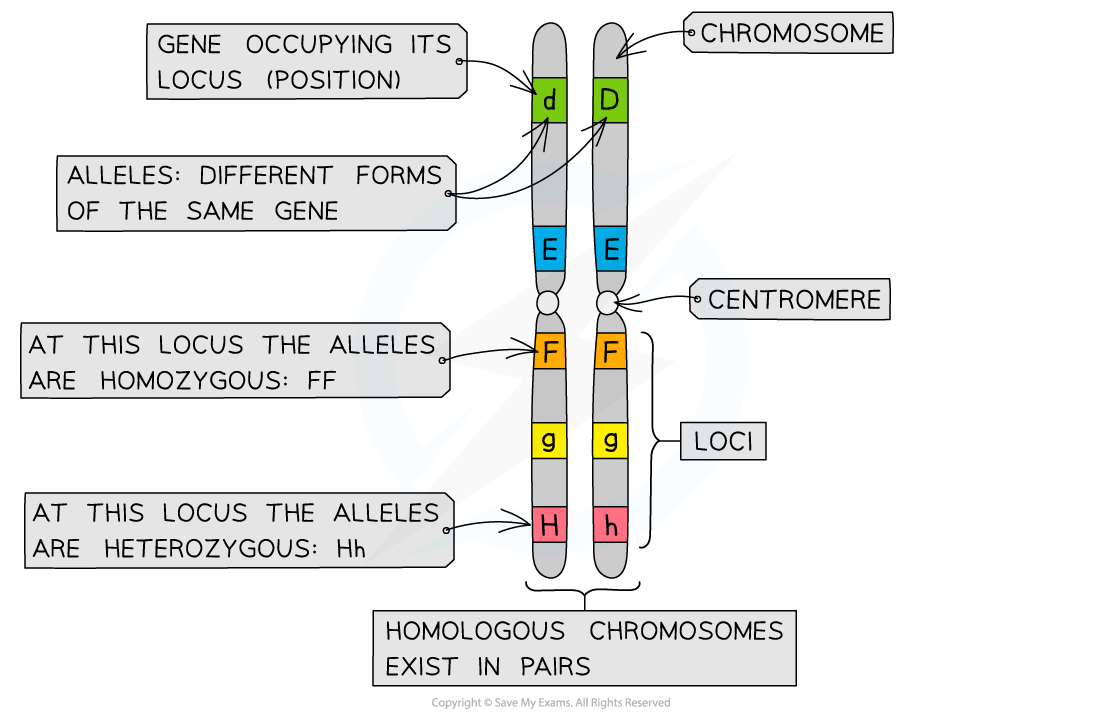 GENE OCCUPYING ITS
LOCUS (POSITION)
CHROMOSOME
d
D
ALLELES: DIFFERENT FORMS
OF THE SAME GENE
E
E
CENTROMERE
AT THIS LOCUS THE ALLELES
ARE HOMOZYGOUS: FF
F
F
g
g
LOCI
AT THIS LOCUS THE ALLELES
ARE HETEROZYGOUS: Hh
H
h
HOMOLOGOUS CHROMOSOMES
EXIST IN PAIRS
Copyright © Save My Exams. All Rights Reserved